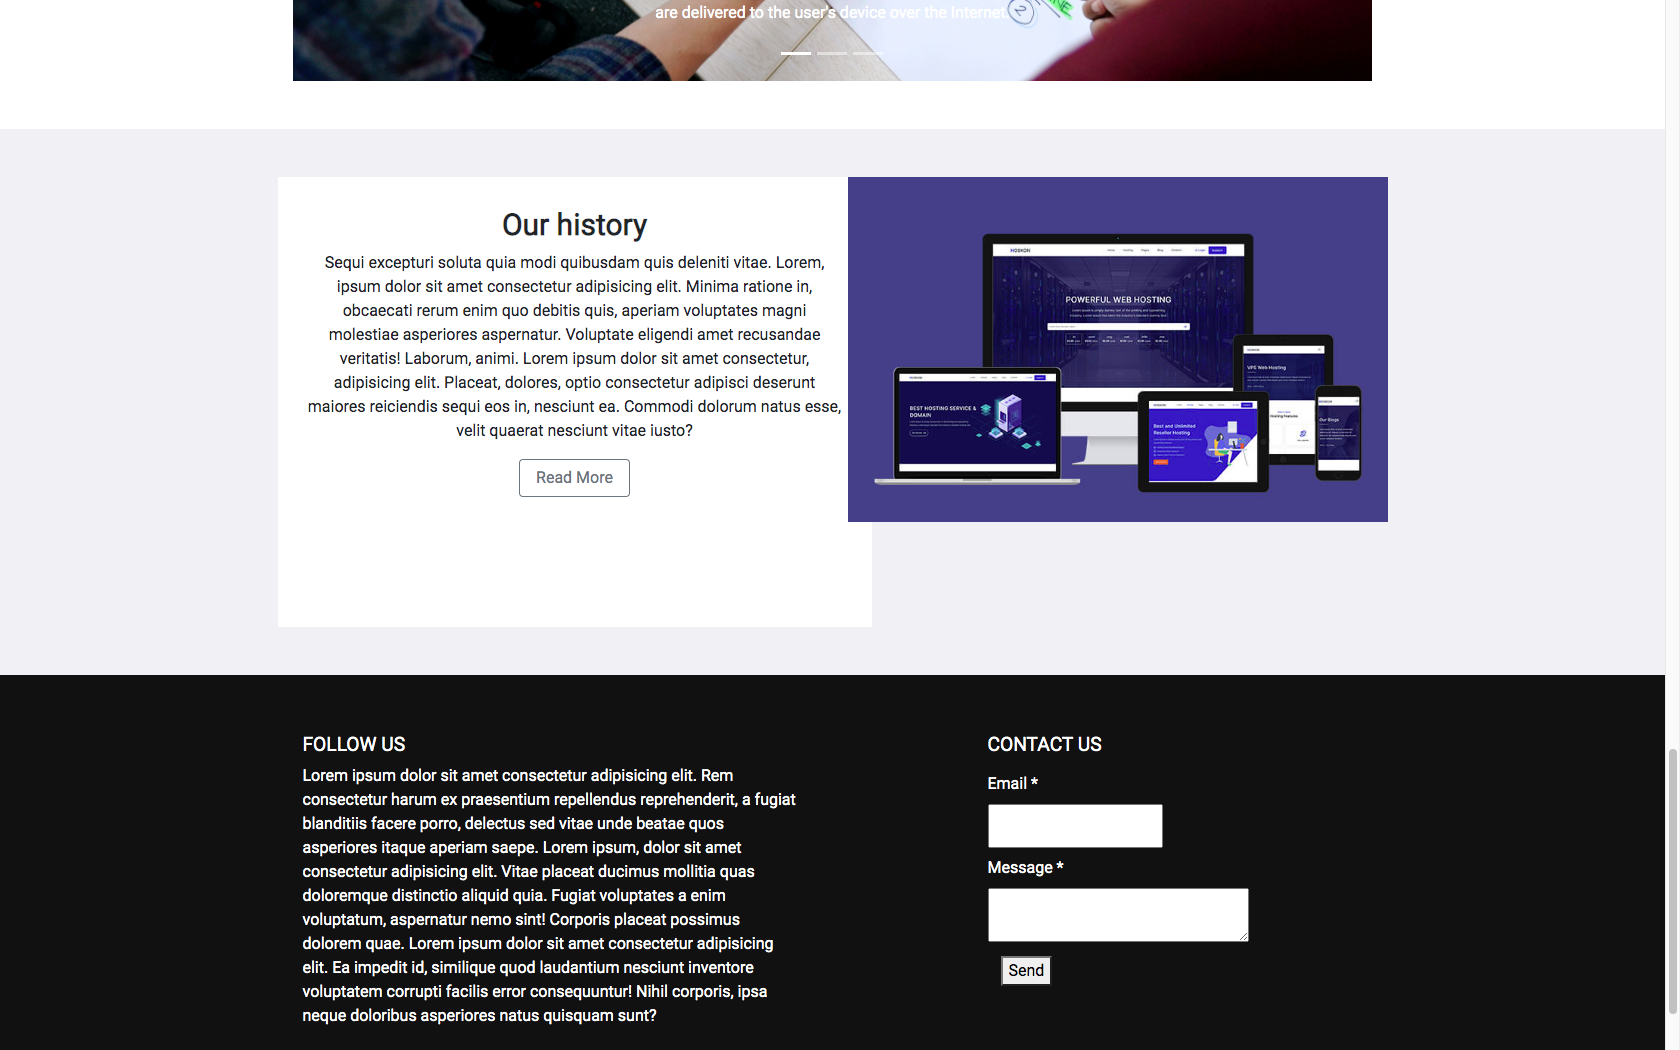 are delivered to the user's device over the Internet.
2
Our history
Sequi excepturi soluta quia modi quibusdam quis deleniti vitae. Lorem,
ipsum dolor sit amet consectetur adipisicing elit. Minima ratione in,
obcaecati rerum enim quo debitis quis, aperiam voluptates magni
molestiae asperiores aspernatur. Voluptate eligendi amet recusandae
veritatis! Laborum, animi. Lorem ipsum dolor sit amet consectetur,
adipisicing elit. Placeat, dolores, optio consectetur adipisci deserunt
maiores reiciendis sequi eos in, nesciunt ea. Commodi dolorum natus esse,
velit quaerat nesciunt vitae iusto?
Read More
POWERFUL WEB HOSTING
BEST HOSTING SERVICE &
DOMAIN
Best and Unlimited
Reseller Hosting
VPS Web Hosting
Hosting Features
Our Blogs
FOLLOW US
Lorem ipsum dolor sit amet consectetur adipisicing elit. Rem
consectetur harum ex praesentium repellendus reprehenderit, a fugiat
blanditiis facere porro, delectus sed vitae unde beatae quos
asperiores itaque aperiam saepe. Lorem ipsum, dolor sit amet
consectetur adipisicing elit. Vitae placeat ducimus mollitia quas
doloremque distinctio aliquid quia. Fugiat voluptates a enim
voluptatum, aspernatur nemo sint! Corporis placeat possimus
dolorem quae. Lorem ipsum dolor sit amet consectetur adipisicing
elit. Ea impedit id, similique quod laudantium nesciunt inventore
voluptatem corrupti facilis error consequuntur! Nihil corporis, ipsa
neque doloribus asperiores natus quisquam sunt?
CONTACT US
Email *
Message *
Send